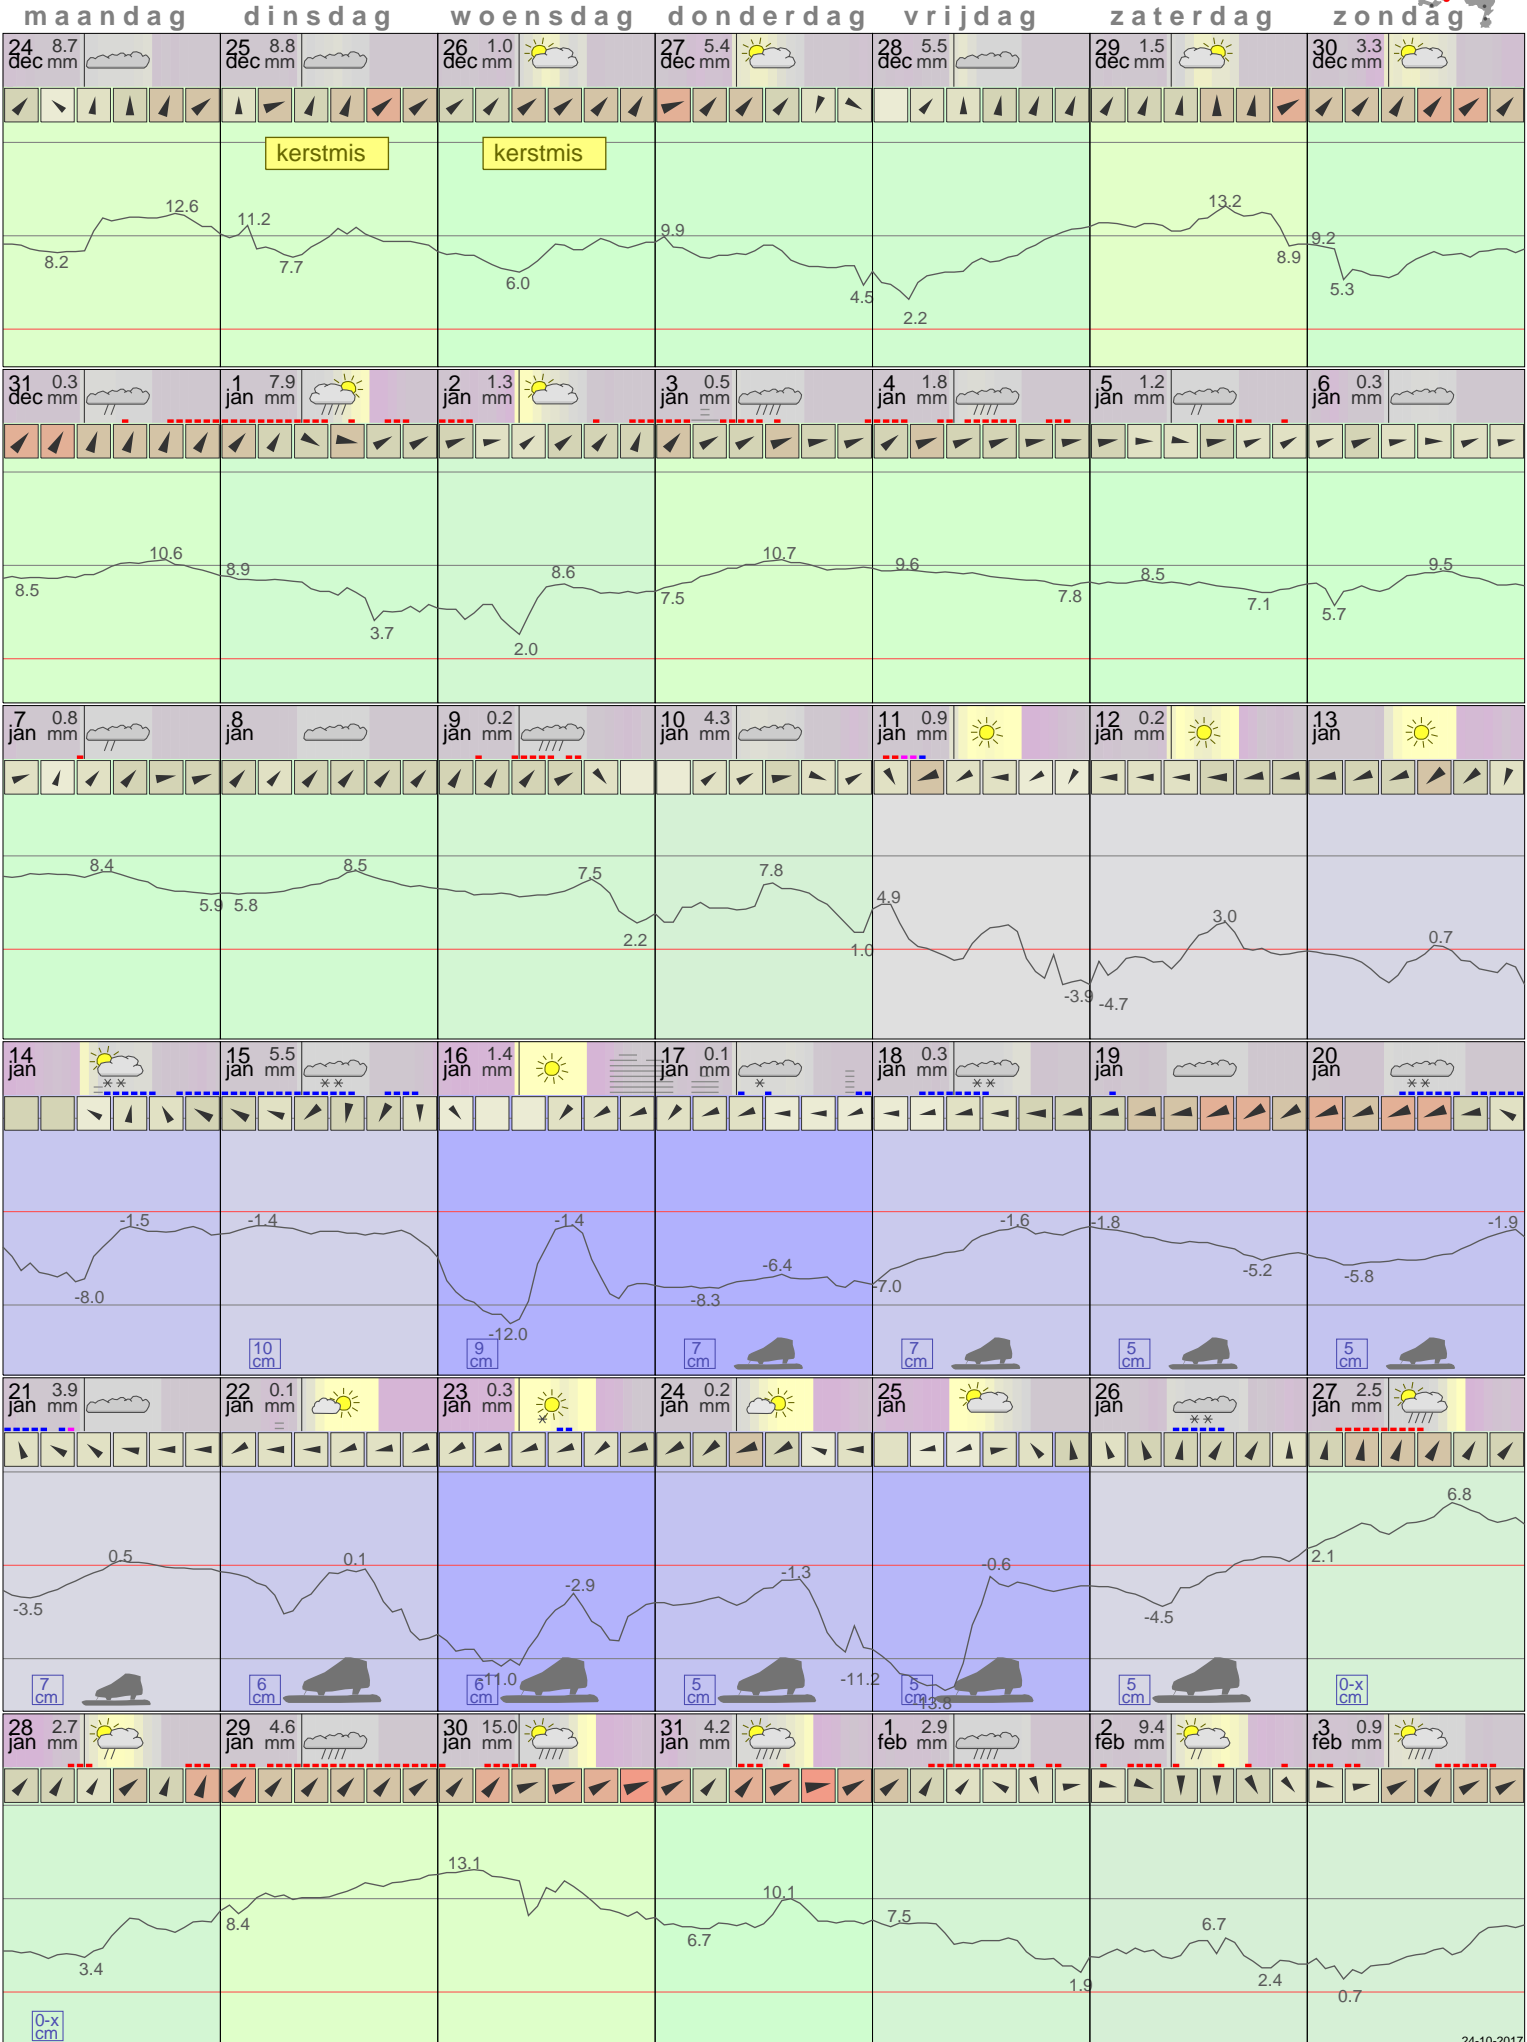 maandag dinsdag woensdag donderdag vrijdag zaterdag zondag
24 8.7 25 8.8 26 1.0 27 5.4 28 5.5 29 1.5 30 3.3
dec mm dec mm dec mm dec mm dec mm dec mm dec mm
kerstmis kerstmis
12.6 13.2
11.2
9.9
9.2
8.2 7.7 8.9
6.0 4.5 5.3
2.2
31 0.3 1 7.9 2 1.3 3 0.5 4 1.8 5 1.2 6 0.3
dec mm jan mm jan mm jan mm jan mm jan mm jan mm
10.6 10.7
8.9 8.6 9.6 8.5 9.5
8.5 7.5 7.8 7.1
3.7 5.7
2.0
7 0.8 8 9 0.2 10 4.3 11 0.9 12 0.2 13
jan mm jan jan mm jan mm jan mm jan mm jan
8.4 8.5 7.5 7.8
5.9 5.8 4.9
2.2 1.0 3.0 0.7
-3.9 -4.7
14 15 5.5 16 1.4 17 0.1 18 0.3 19 20
jan jan mm jan mm jan mm jan mm jan jan
-1.5 -1.4 -1.4 -1.6 -1.8 -1.9
-6.4 -5.2 -5.8
-8.0 -8.3 -7.0
-12.0
10 9 7 7 5 5
cm cm cm cm cm cm
21 3.9 22 0.1 23 0.3 24 0.2 25 26 27 2.5
jan mm jan mm jan mm jan mm jan jan jan mm
6.8
0.5 0.1 -0.6 2.1
-3.5 -2.9 -1.3 -4.5
-11.0 -11.2
-13.8
7 6 6 5 5 5 0-x
cm cm cm cm cm cm cm
28 2.7 29 4.6 30 15.0 31 4.2 1 2.9 2 9.4 3 0.9
jan mm jan mm jan mm jan mm feb mm feb mm feb mm
13.1
10.1
8.4 7.5 6.7
3.4 6.7 1.9 2.4 0.7
0-x
cm
24-10-2017